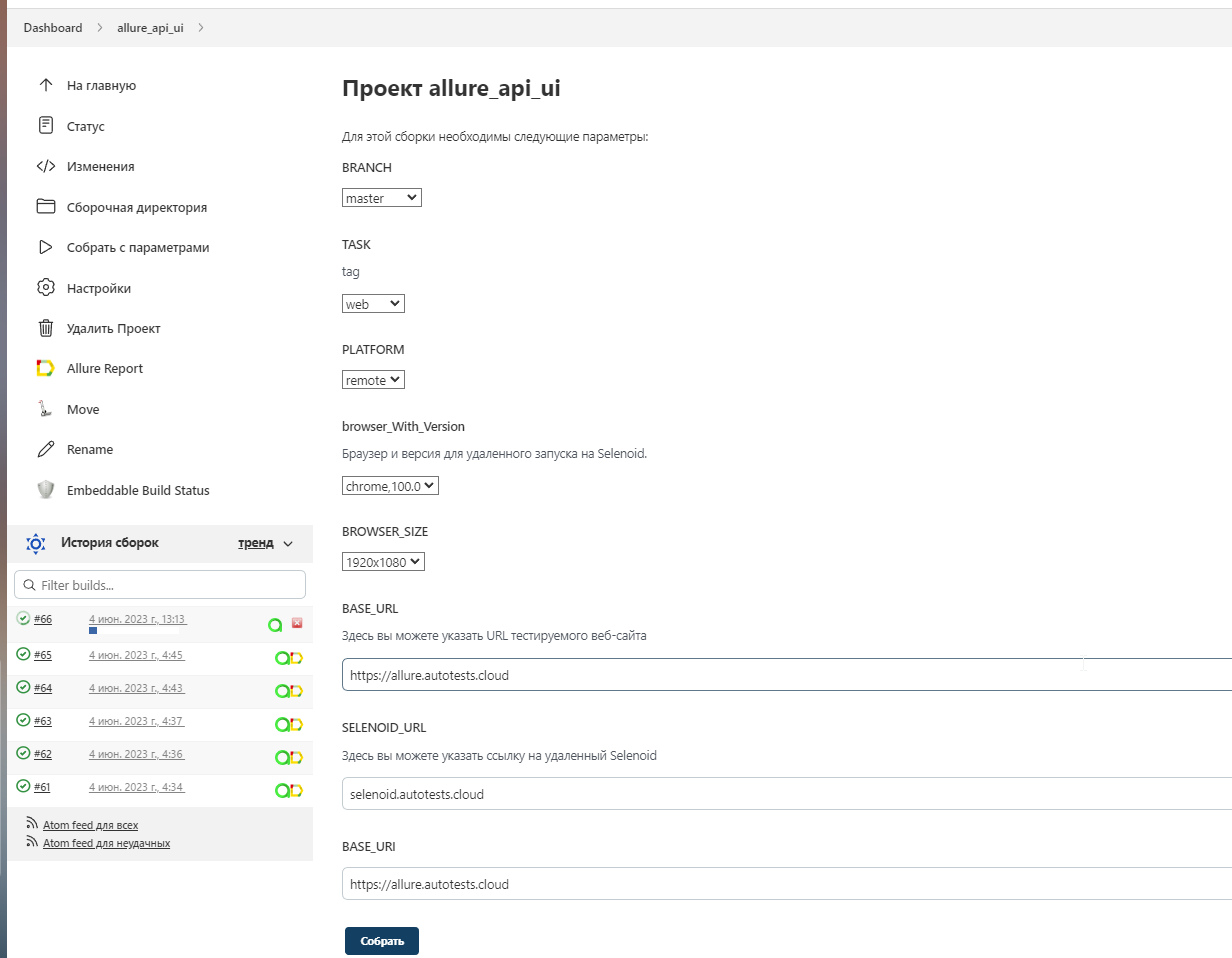 Dashboard
allure_api_ui
На главную
Статус
Изменения
Сборочная директория
Собрать с параметрами
Настройки
Удалить Проект
Allure Report
Move
Rename
Embeddable Build Status
История сборок
тренд
Filter builds...
#66 4 июн. 2023 г., 13:13
#65 4 июн. 2023 г., 4:45
#64 4 июн. 2023 г., 4:43
#63 4 июн. 2023 г., 4:37
#62 4 июн. 2023 г., 4:36
#61 4 июн. 2023 г., 4:34
Atom feed для всех
Atom feed для неудачных
Проект allure_api_ui
Для этой сборки необходимы следующие параметры:
BRANCH
master
TASK
tag
web
PLATFORM
remote
browser_With_Version
Браузер и версия для удаленного запуска на Selenoid.
chrome,100.0
BROWSER_SIZE
1920x1080
BASE_URL
Здесь вы можете указать URL тестируемого веб-сайта
https://allure.autotests.cloud
SELENOID_URL
Здесь вы можете указать ссылку на удаленный Selenoid
selenoid.autotests.cloud
BASE_URI
https://allure.autotests.cloud
Собрать